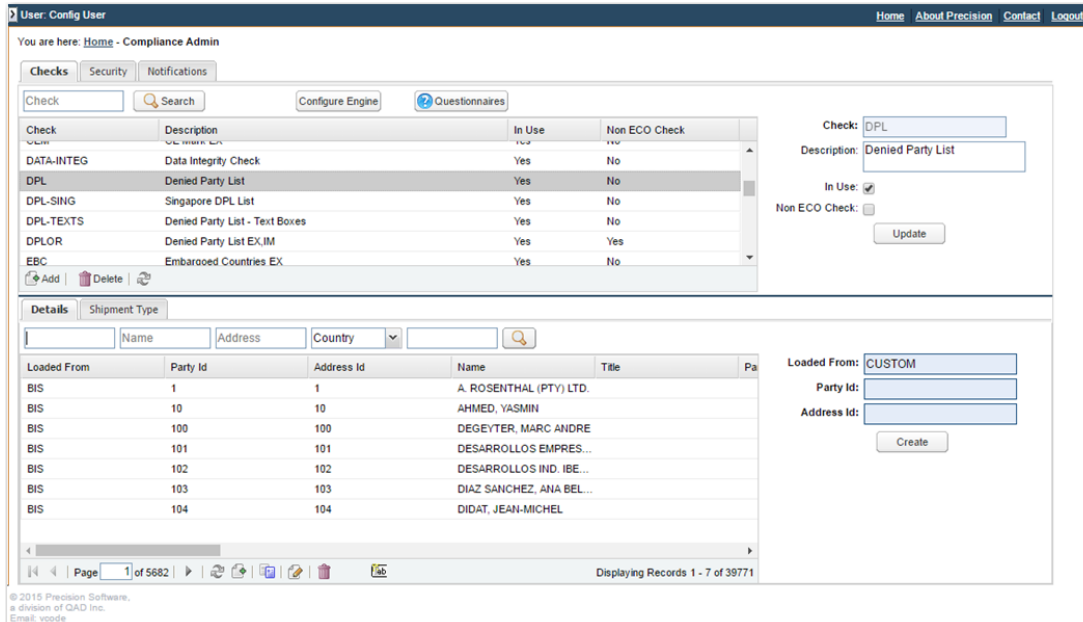 User: Config User Home About Precision Contact Logout
You are here: Home - Compliance Admin
Checks Security Notifications
Check Search Configure Engine Questionnaires
Check Description In Use Non ECO Check
DATA-INTEG Data Integrity Check Yes No
DPL Denied Party List Yes No
DPL-SING Singapore DPL List Yes No
DPL-TEXTS Denied Party List - Text Boxes Yes No
DPLOR Denied Party List EX,IM Yes Yes
EBC Embargoed Countries EX Yes No
Add Delete
Check: DPL
Description: Denied Party List
In Use:
Non ECO Check:
Update
Details Shipment Type
Name Address Country
Loaded From Party Id Address Id Name Title Pa
BIS 1 1 A. ROSENTHAL (PTY) LTD.
BIS 10 10 AHMED, YASMIN
BIS 100 100 DEGEYTER, MARC ANDRE
BIS 101 101 DESARROLLOS EMPRES...
BIS 102 102 DESARROLLOS IND. IBE...
BIS 103 103 DIAZ SANCHEZ, ANA BEL...
BIS 104 104 DIDAT, JEAN-MICHEL
Page 1 of 5682 Displaying Records 1 - 7 of 39771
Loaded From: CUSTOM
Party Id:
Address Id:
Create
© 2015 Precision Software,
a division of QAD Inc.
Email: vcode